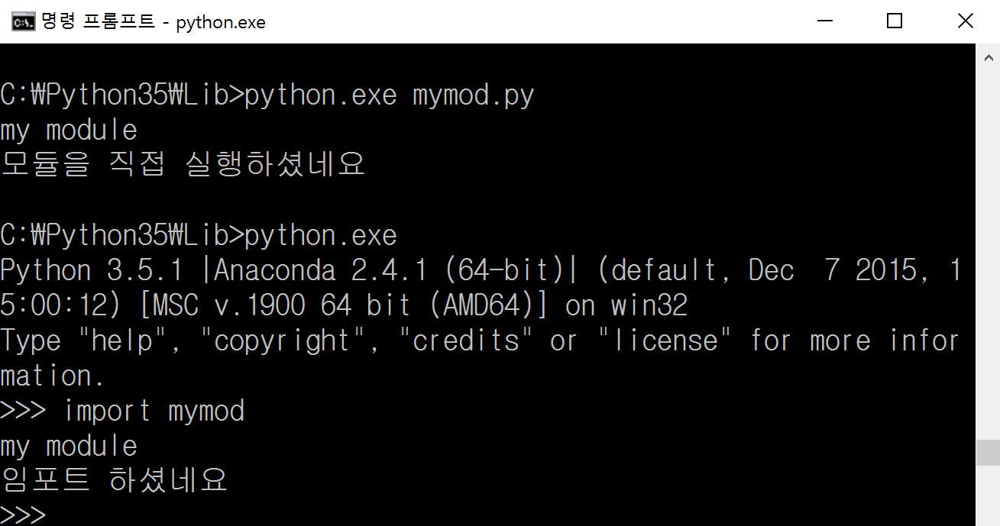 명령 프롬프트 - python.exe
C:₩Python35₩Lib>python.exe mymod.py
my module
모듈을 직접 실행하셨네요
C:₩Python35₩Lib>python.exe
Python 3.5.1 |Anaconda 2.4.1 (64-bit)| (default, Dec  7 2015, 1
5:00:12) [MSC v.1900 64 bit (AMD64)] on win32
Type "help", "copyright", "credits" or "license" for more infor
mation.
>>> import mymod
my module
임포트 하셨네요
>>>